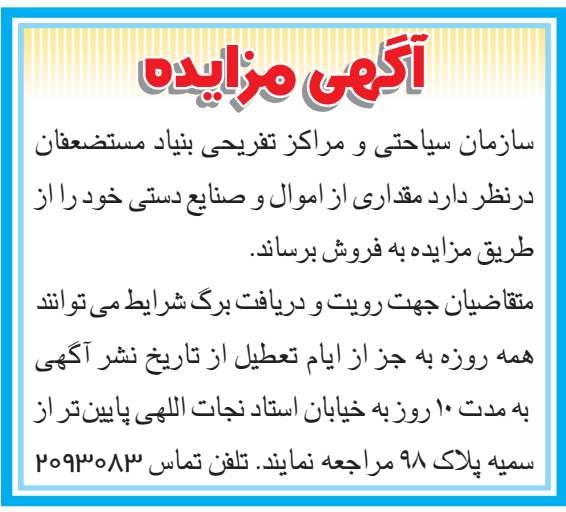 آگهی مزایده
سازمان سیاحتی و مراکز تفریحی بنیاد مستضعفان
درنظر دارد مقداری از اموال و صنایع دستی خود را از
طریق مزایده به فروش برساند.
متقاضیان جهت رویت و دریافت برگ شرایط می توانند
همه روزه به جز از ایام تعطیل از تاریخ نشر آگهی
به مدت ۱۰ روز به خیابان استاد نجات اللهی پایین‌تر از
سمیه پلاک ۹۸ مراجعه نمایند. تلفن تماس ۲۰۹۳۰۸۳